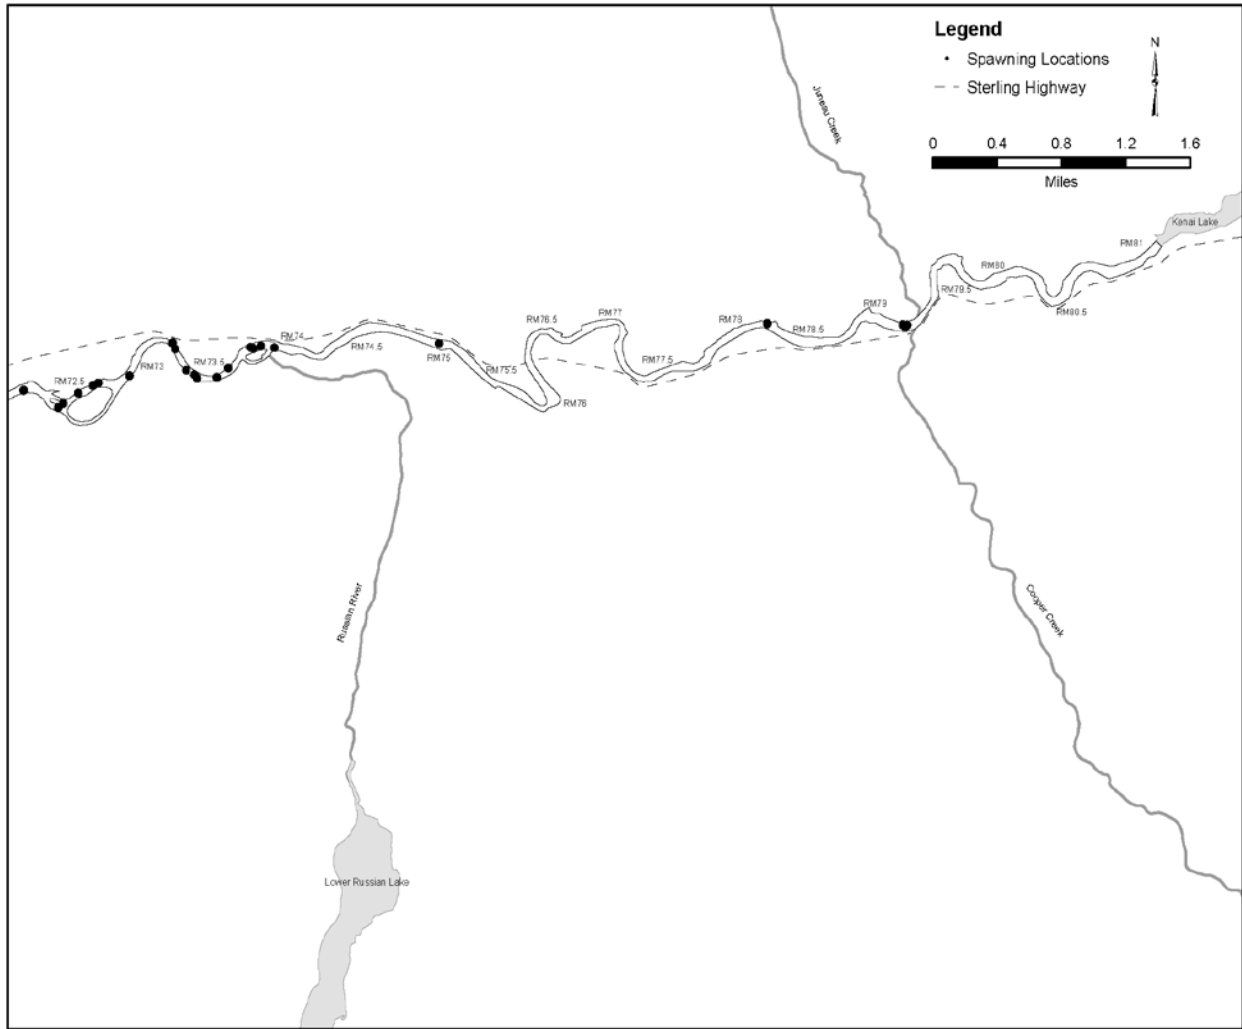 Legend
Spawning Locations
Sterling Highway
N
0 0.4 0.8 1.2 1.6
Miles
Juneau Creek
Kenai Lake
RM81
RM80
RM79.5
RM80.5
RM79
RM78
RM78.5
RM77
RM76.5
RM77.5
RM74
RM74.5
RM75
RM75.5
RM76
RM73
RM73.5
RM72.5
Russian River
Cooper Creek
Lower Russian Lake